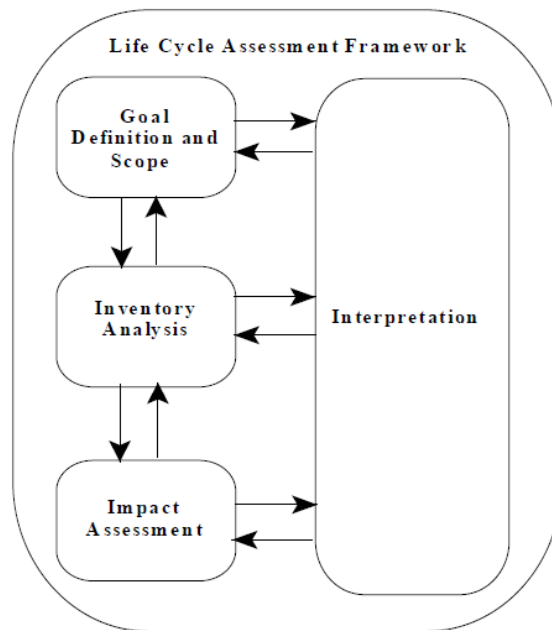 Life Cycle Assessment Framework
Goal
Definition and
Scope
Inventory
Analysis
Interpretation
Impact
Assessment